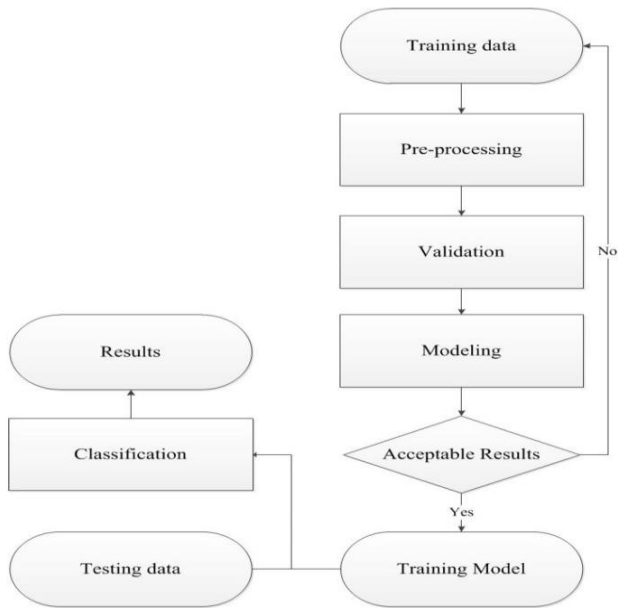 Training data
Pre-processing
Validation
No
Modeling
Results
Acceptable Results
Classification
Yes
Testing data
Training Model